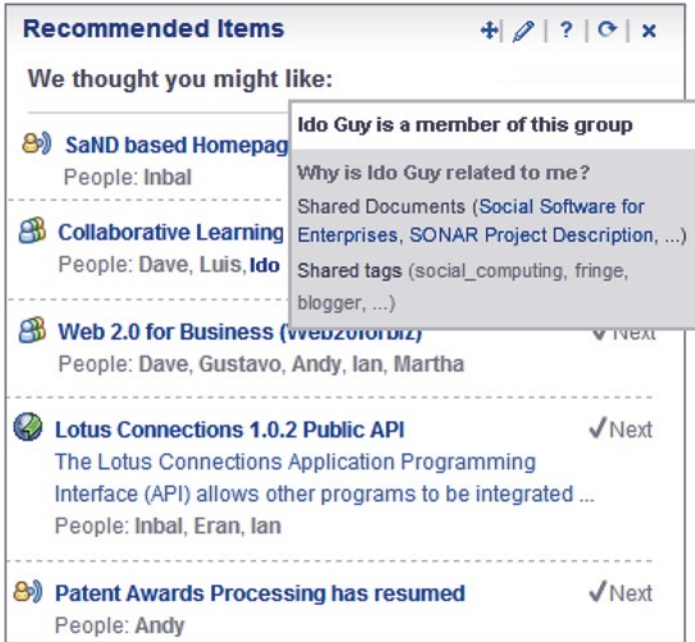 Recommended Items
?
We thought you might like:
Ido Guy is a member of this group
Why is Ido Guy related to me?
Shared Documents (Social Software for
Enterprises, SONAR Project Description, ...)
Shared tags (social_computing, fringe,
blogger, ...)
SaND based Homepag
People: Inbal
Collaborative Learning
People: Dave, Luis, Ido
Web 2.0 for Business (Web20forbiz)
Next
People: Dave, Gustavo, Andy, Ian, Martha
Lotus Connections 1.0.2 Public API
Next
The Lotus Connections Application Programming
Interface (API) allows other programs to be integrated ...
People: Inbal, Eran, Ian
Patent Awards Processing has resumed
Next
People: Andy